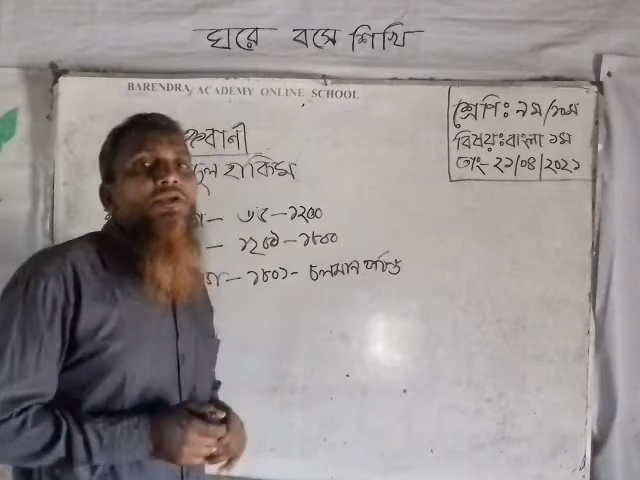 ঘরে বসে শিখি
BARENDRA ACADEMY ONLINE SCHOOL
শ্রেণি: ৯ম/১০ম
বিষয়ঃ বাংলা ১ম
তাং ২১/০৪/২০২১
বাণী
হাকিম
- ৬৫০-১২০০
- ১২০১-১৮০০
- ১৮০১- চলমান পর্যন্ত